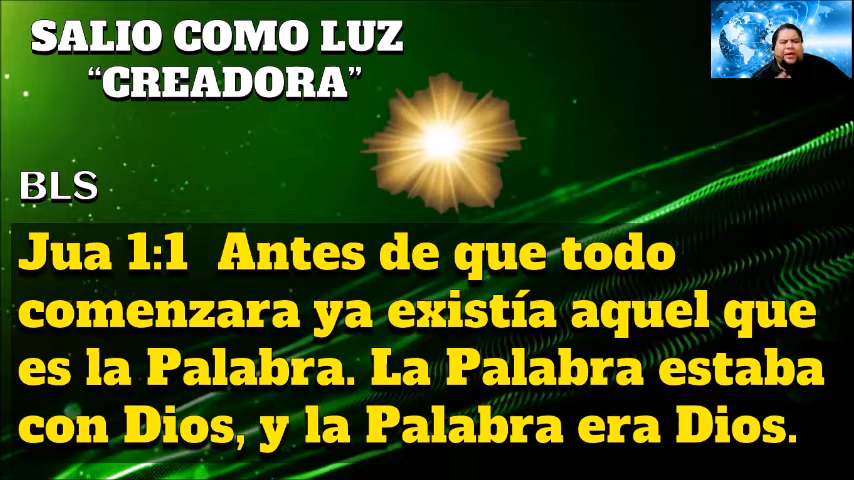 SALIO COMO LUZ
“CREADORA”
BLS
Jua 1:1  Antes de que todo
comenzara ya existía aquel que
es la Palabra. La Palabra estaba
con Dios, y la Palabra era Dios.